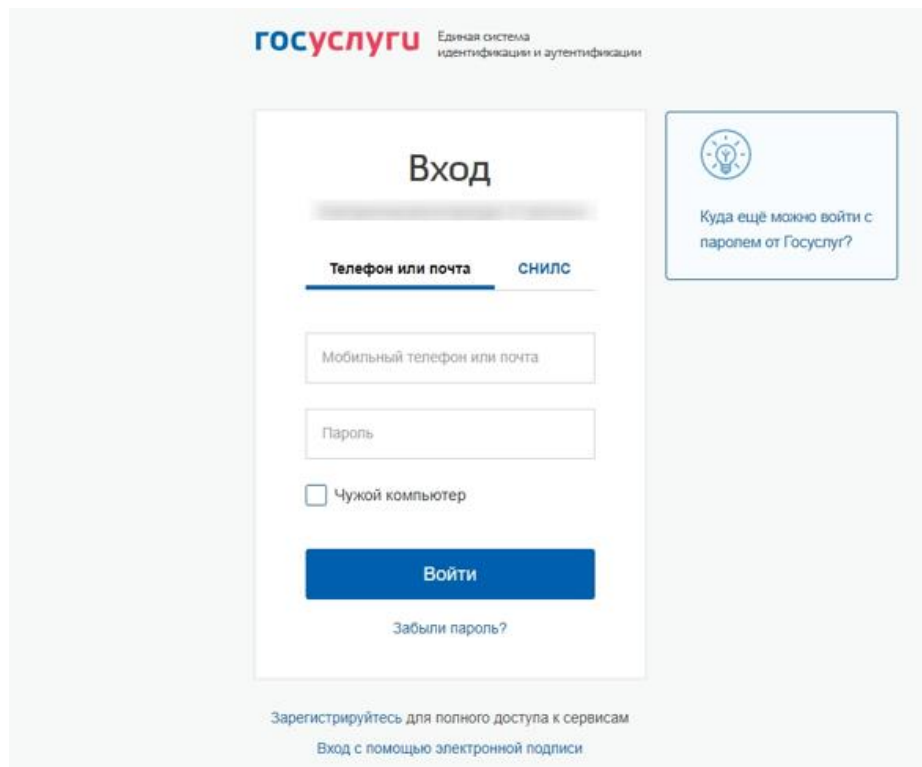 госуслуги
Единая система
идентификации и аутентификации
Вход
Куда ещё можно войти с
паролем от Госуслуг?
Телефон или почта
СНИЛС
Мобильный телефон или почта
Пароль
Чужой компьютер
Войти
Забыли пароль?
Зарегистрируйтесь для полного доступа к сервисам
Вход с помощью электронной подписи